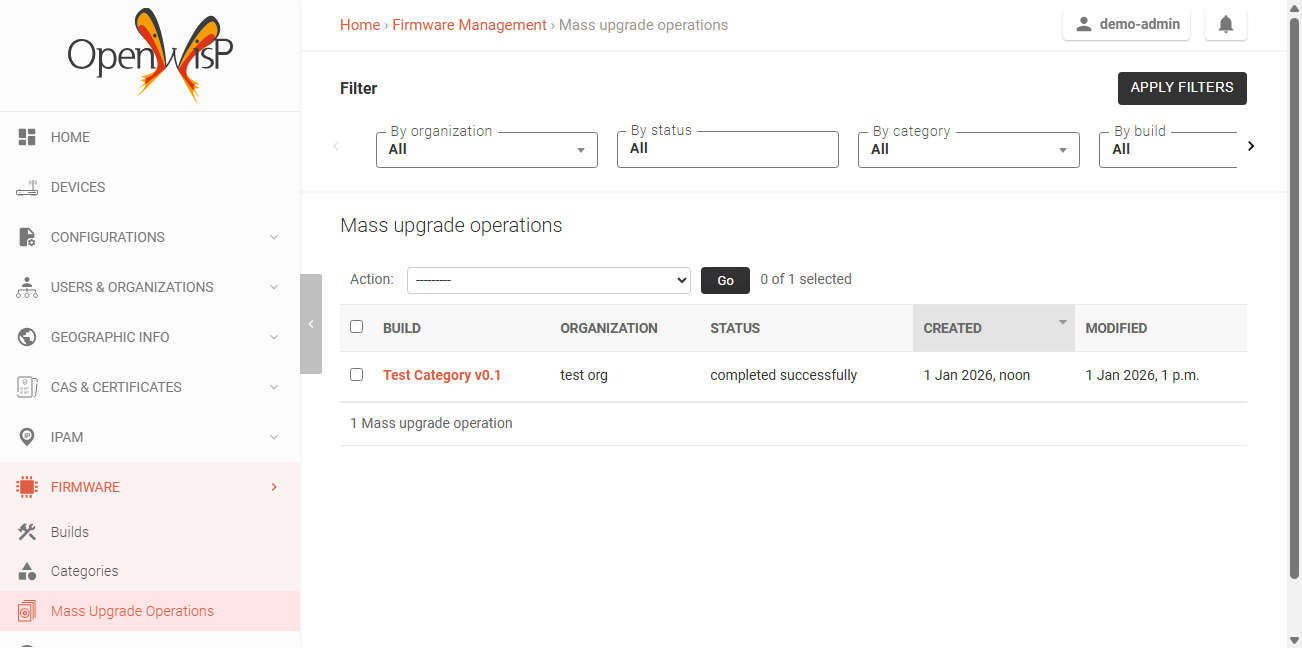 OpenWISP
HOME
DEVICES
CONFIGURATIONS
USERS & ORGANIZATIONS
GEOGRAPHIC INFO
CAS & CERTIFICATES
IPAM
FIRMWARE
Builds
Categories
Mass Upgrade Operations
Home › Firmware Management › Mass upgrade operations
demo-admin
Filter
APPLY FILTERS
By organization
All
By status
All
By category
All
By build
All
Mass upgrade operations
Action: --------- Go 0 of 1 selected
BUILD ORGANIZATION STATUS CREATED MODIFIED
Test Category v0.1 test org completed successfully 1 Jan 2026, noon 1 Jan 2026, 1 p.m.
1 Mass upgrade operation